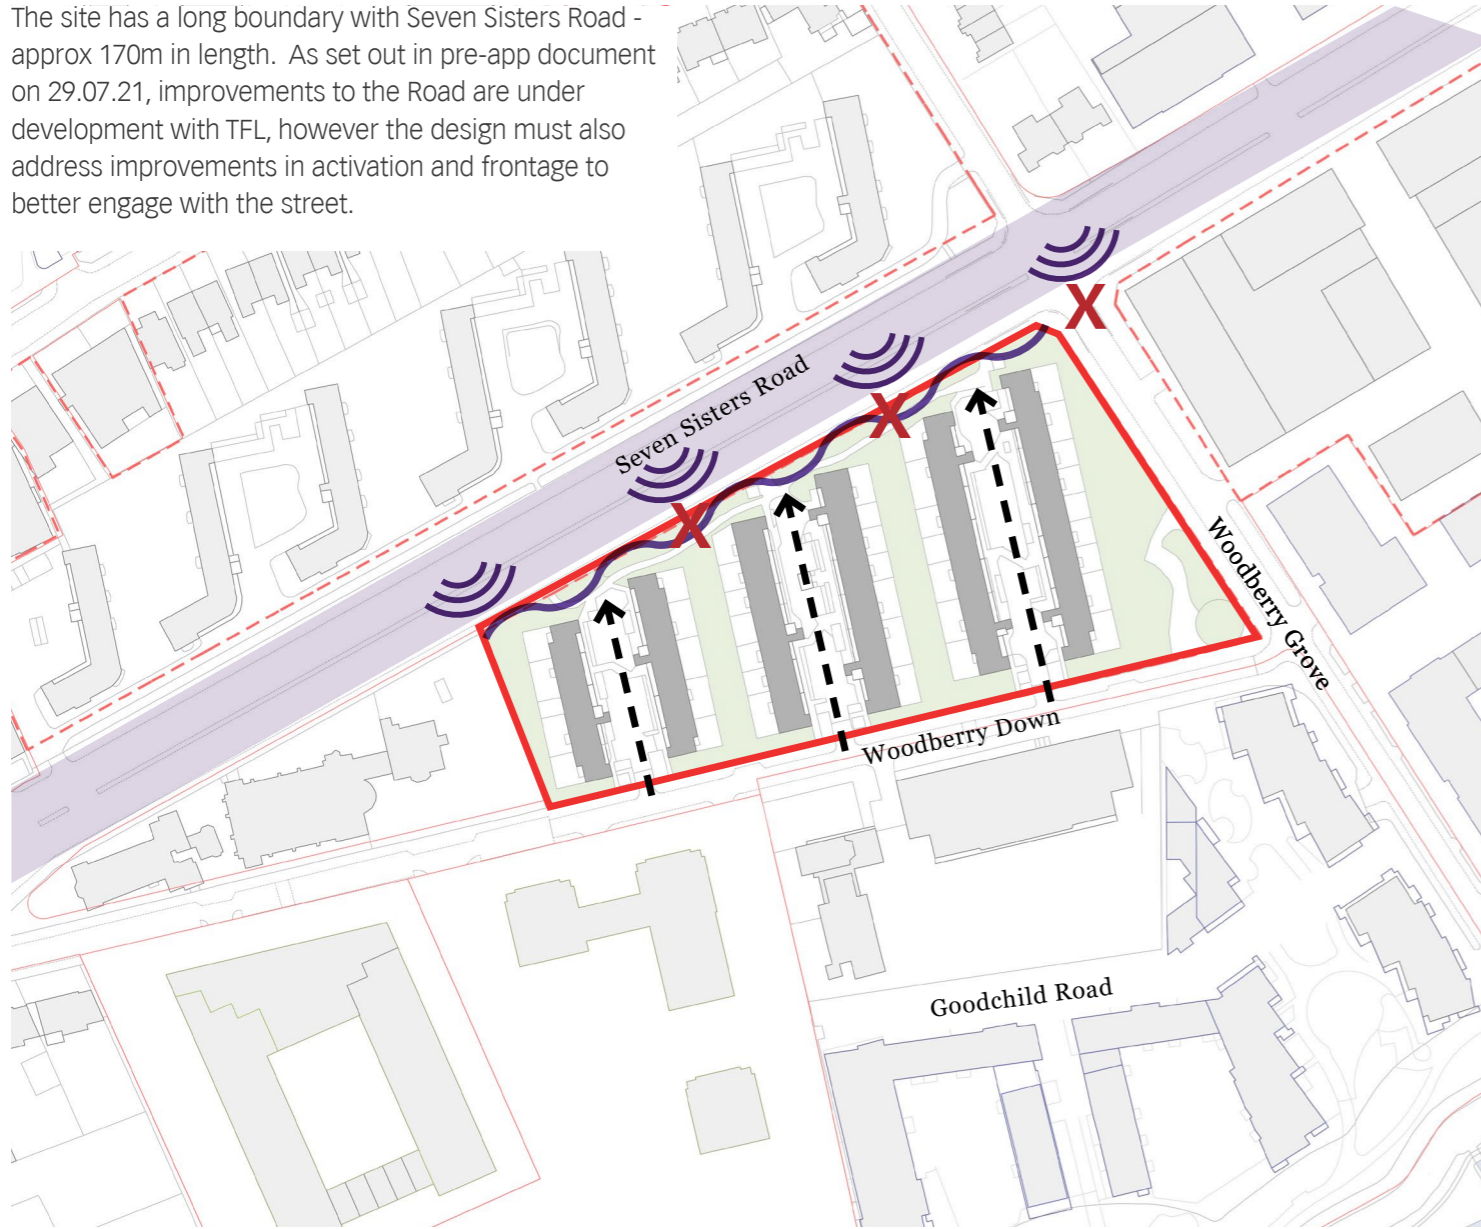 The site has a long boundary with Seven Sisters Road -
approx 170m in length.  As set out in pre-app document
on 29.07.21, improvements to the Road are under
development with TFL, however the design must also
address improvements in activation and frontage to
better engage with the street.
Seven Sisters Road
Woodberry Grove
Woodberry Down
Goodchild Road